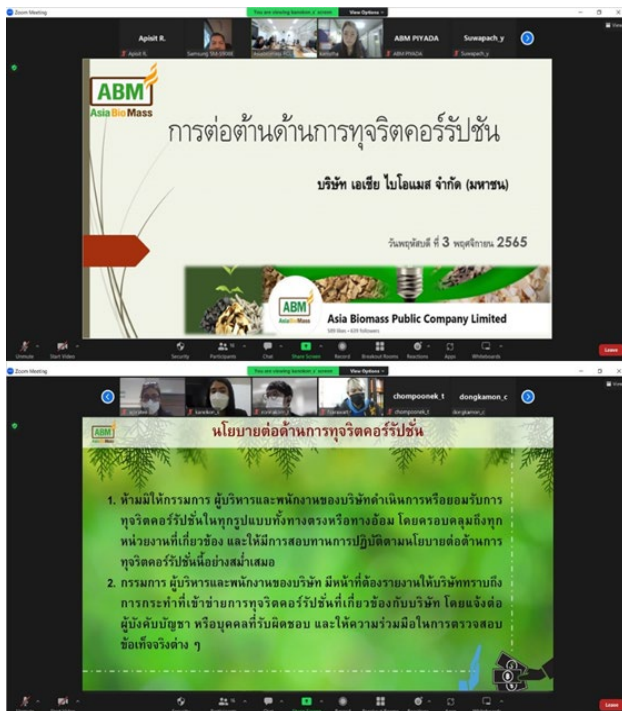 Zoom Meeting
You are viewing kanokon_s' screen View Options
View
Apisit R.
ABM PIYADA
Suwapach_y
Apisit R.
ABM PIYADA
Suwapach_y
ABM
Asia Bio Mass
การต่อต้านด้านการทุจริตคอร์รัปชัน
บริษัท เอเชีย ไบโอแมส จำกัด (มหาชน)
วันพฤหัสบดี ที่ 3 พฤศจิกายน 2565
ABM
Asia Bio Mass
Asia Biomass Public Company Limited
Unmute
Start Video
Security
Participants
Chat
Share Screen
Record
Breakout Rooms
Reactions
Apps
Whiteboards
Leave
Zoom Meeting
View Options
View
chompoonek_t
dongkamon_c
chompoonek_t
dongkamon_c
ABM
นโยบายต่อต้านการทุจริตคอร์รัปชั่น
1. ห้ามมิให้กรรมการ ผู้บริหารและพนักงานของบริษัทดำเนินการหรือยอมรับการ
ทุจริตคอร์รัปชั่นในทุกรูปแบบทั้งทางตรงหรือทางอ้อม โดยครอบคลุมถึงทุก
หน่วยงานที่เกี่ยวข้อง และให้มีการสอบทานการปฏิบัติตามนโยบายต่อต้านการ
ทุจริตคอร์รัปชั่นนี้อย่างสม่ำเสมอ
2. กรรมการ ผู้บริหารและพนักงานของบริษัท มีหน้าที่ต้องรายงานให้บริษัททราบถึง
การกระทำที่เข้าข่ายการทุจริตคอร์รัปชั่นที่เกี่ยวข้องกับบริษัท โดยแจ้งต่อ
ผู้บังคับบัญชา หรือบุคคลที่รับผิดชอบ และให้ความร่วมมือในการตรวจสอบ
ข้อเท็จจริงต่าง ๆ
Leave